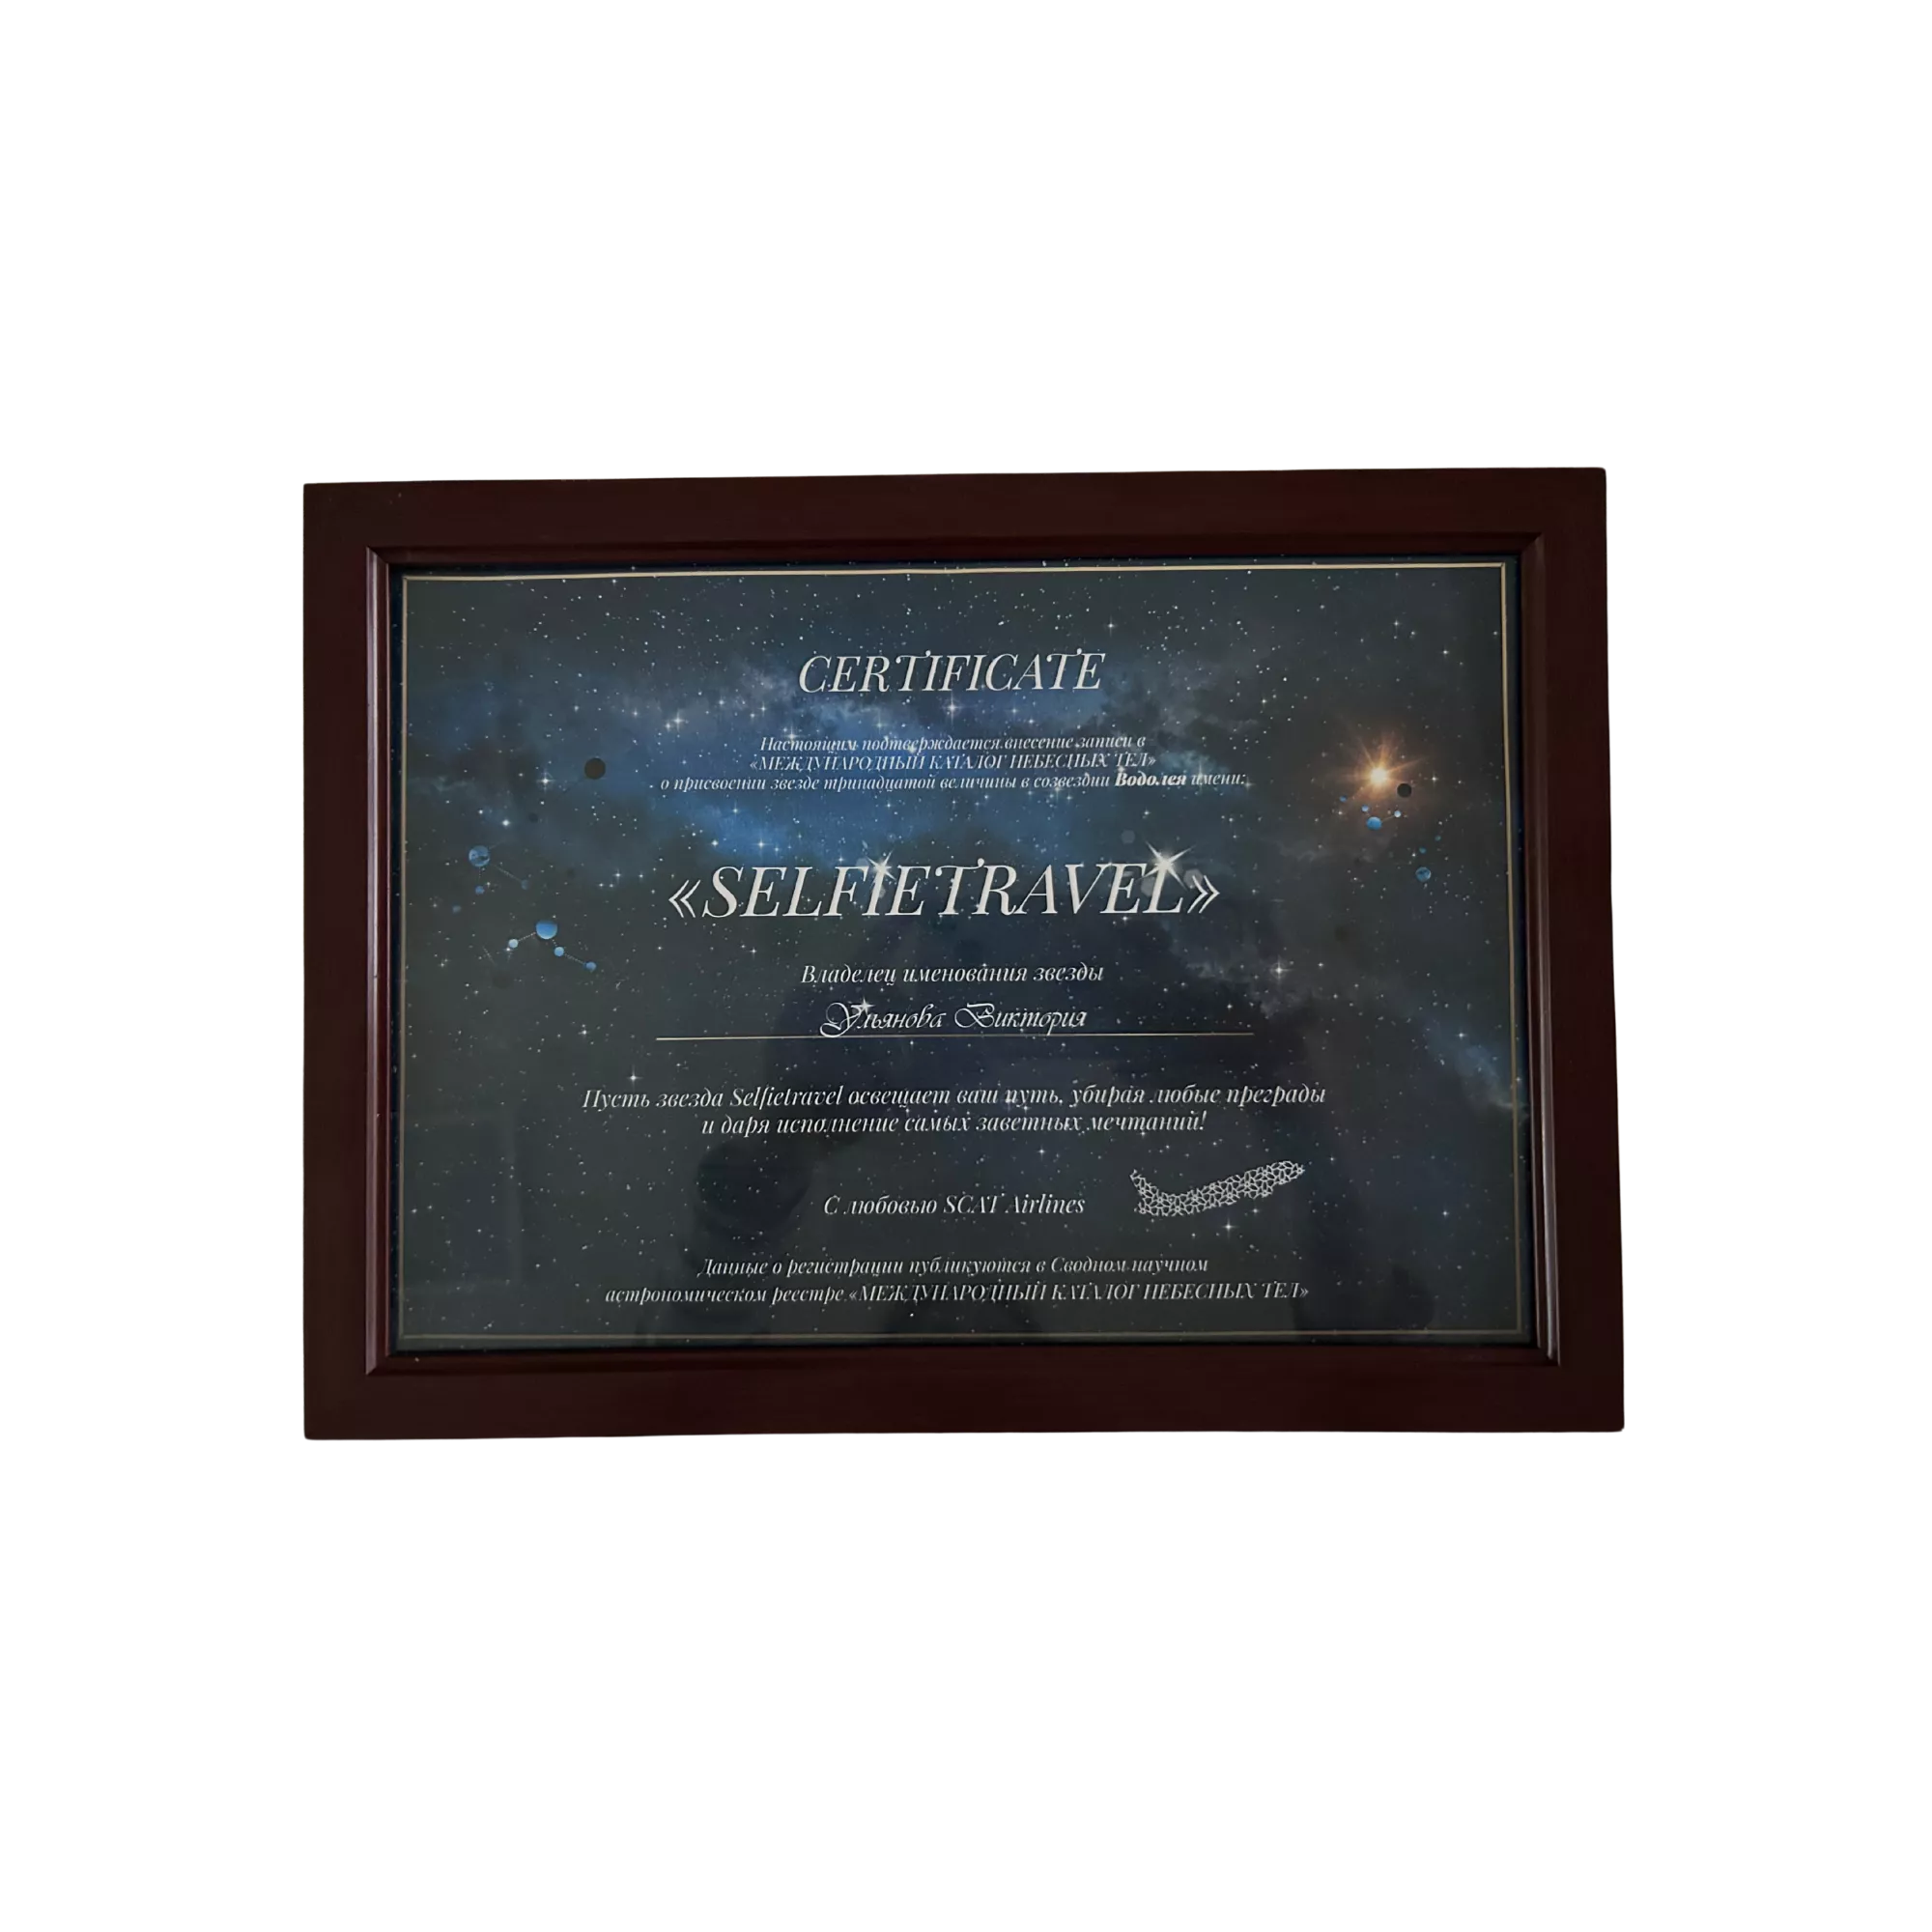 CERTIFICATE
Настоящим подтверждается внесение записи в
«МЕЖДУНАРОДНЫЙ КАТАЛОГ НЕБЕСНЫХ ТЕЛ»
о присвоении звезде тринадцатой величины в созвездии Водолея имени:
«SELFIETRAVEL»
Владелец именования звезды
Ульянова Виктория
Пусть звезда Selfietravel освещает ваш путь, убирая любые преграды
и даря исполнение самых заветных мечтаний!
С любовью SCAT Airlines
Данные о регистрации публикуются в Сводном научном
астрономическом реестре «МЕЖДУНАРОДНЫЙ КАТАЛОГ НЕБЕСНЫХ ТЕЛ»